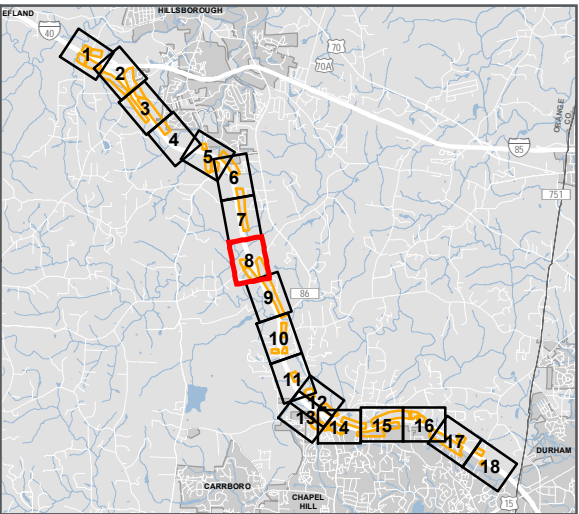 EFLAND
HILLSBOROUGH
40
70
70A
1
2
3
4
5
6
7
8
9
10
11
12
13
14
15
16
17
18
85
ORANGE
CO
751
86
DURHAM
CARRBORO
CHAPEL
HILL
15